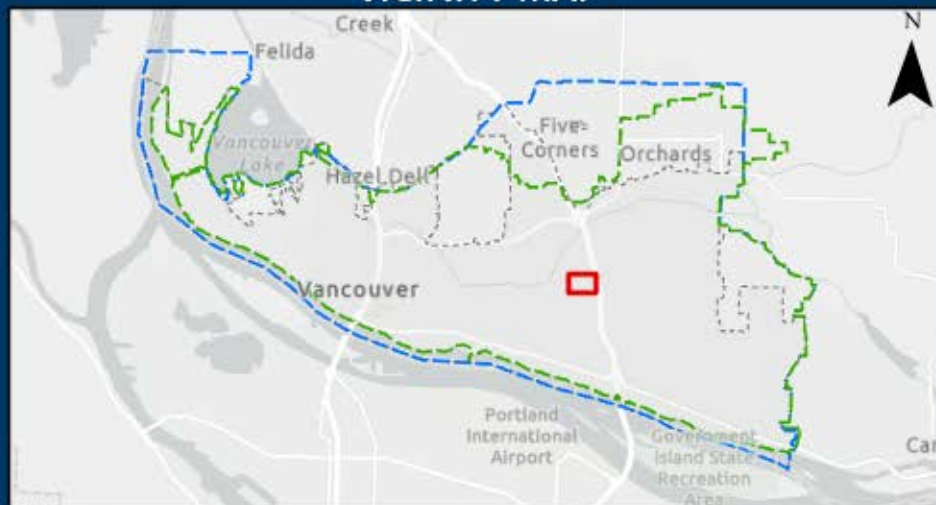 N
Creek
Felida
Vancouver
Lake
Five
Corners
Orchards
Hazel Dell
Vancouver
Portland
International
Airport
Government
Island State
Recreation
Area